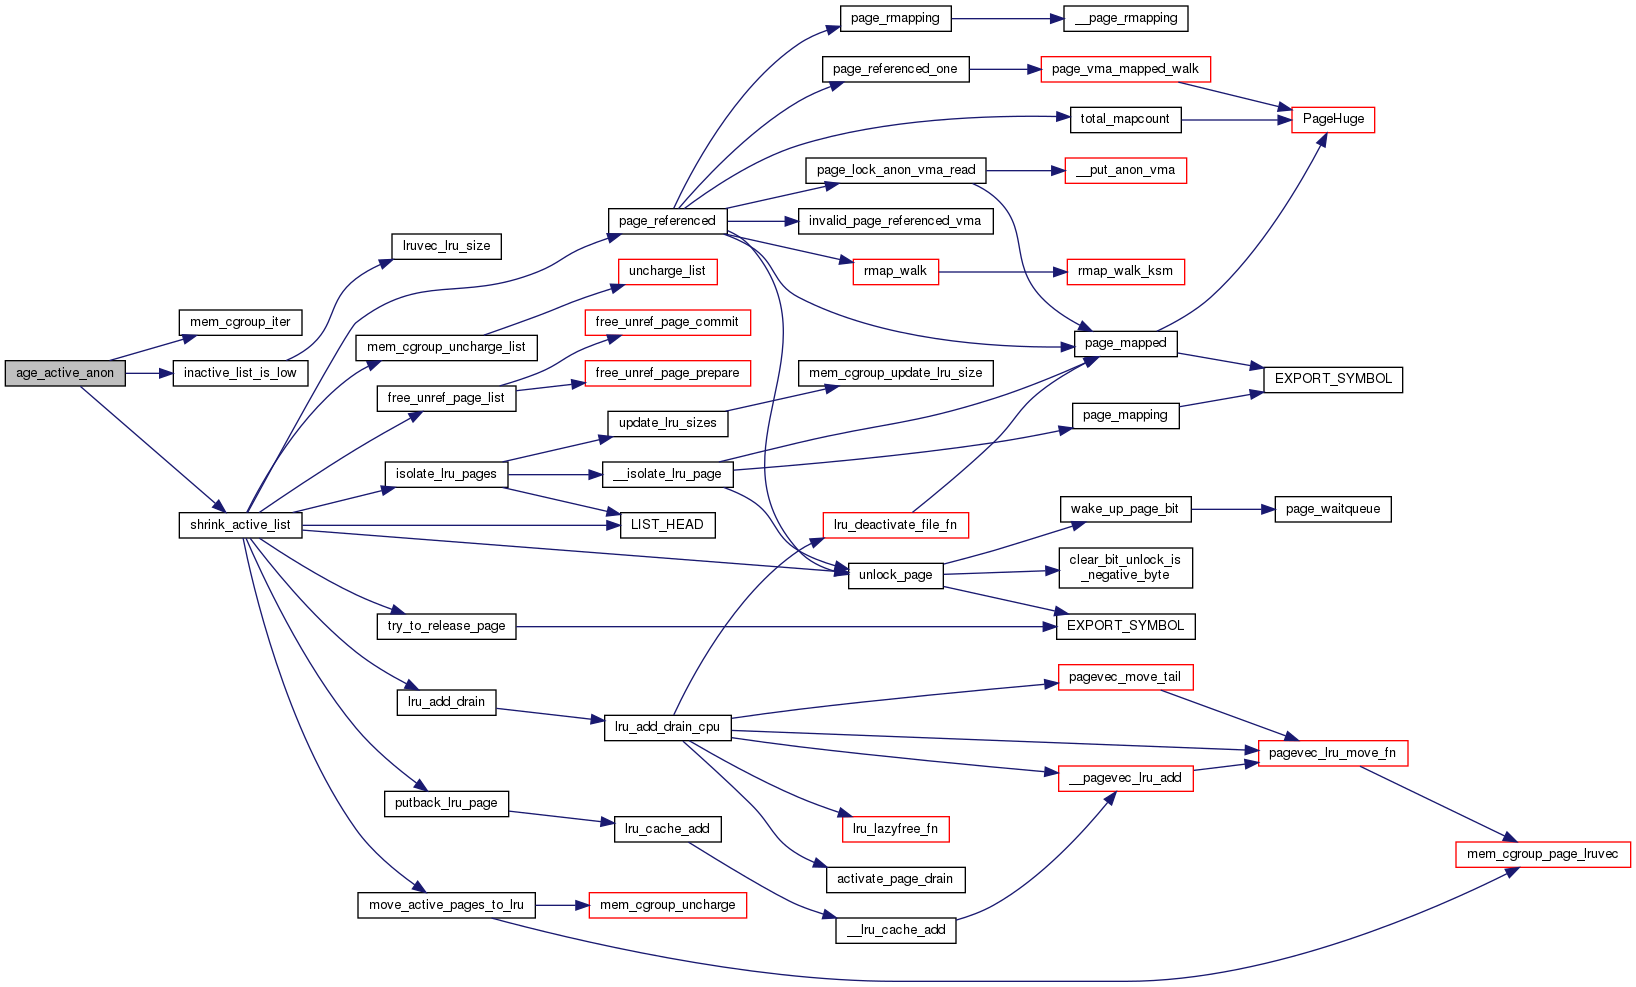 page_rmapping
__page_rmapping
page_referenced_one
page_vma_mapped_walk
total_mapcount
PageHuge
page_lock_anon_vma_read
__put_anon_vma
page_referenced
invalid_page_referenced_vma
lruvec_lru_size
uncharge_list
rmap_walk
rmap_walk_ksm
mem_cgroup_iter
free_unref_page_commit
mem_cgroup_uncharge_list
page_mapped
age_active_anon
inactive_list_is_low
free_unref_page_prepare
mem_cgroup_update_lru_size
EXPORT_SYMBOL
free_unref_page_list
update_lru_sizes
page_mapping
isolate_lru_pages
__isolate_lru_page
shrink_active_list
LIST_HEAD
lru_deactivate_file_fn
wake_up_page_bit
page_waitqueue
unlock_page
clear_bit_unlock_is
_negative_byte
try_to_release_page
EXPORT_SYMBOL
lru_add_drain
pagevec_move_tail
lru_add_drain_cpu
pagevec_lru_move_fn
__pagevec_lru_add
putback_lru_page
lru_cache_add
lru_lazyfree_fn
mem_cgroup_page_lruvec
activate_page_drain
move_active_pages_to_lru
mem_cgroup_uncharge
__lru_cache_add